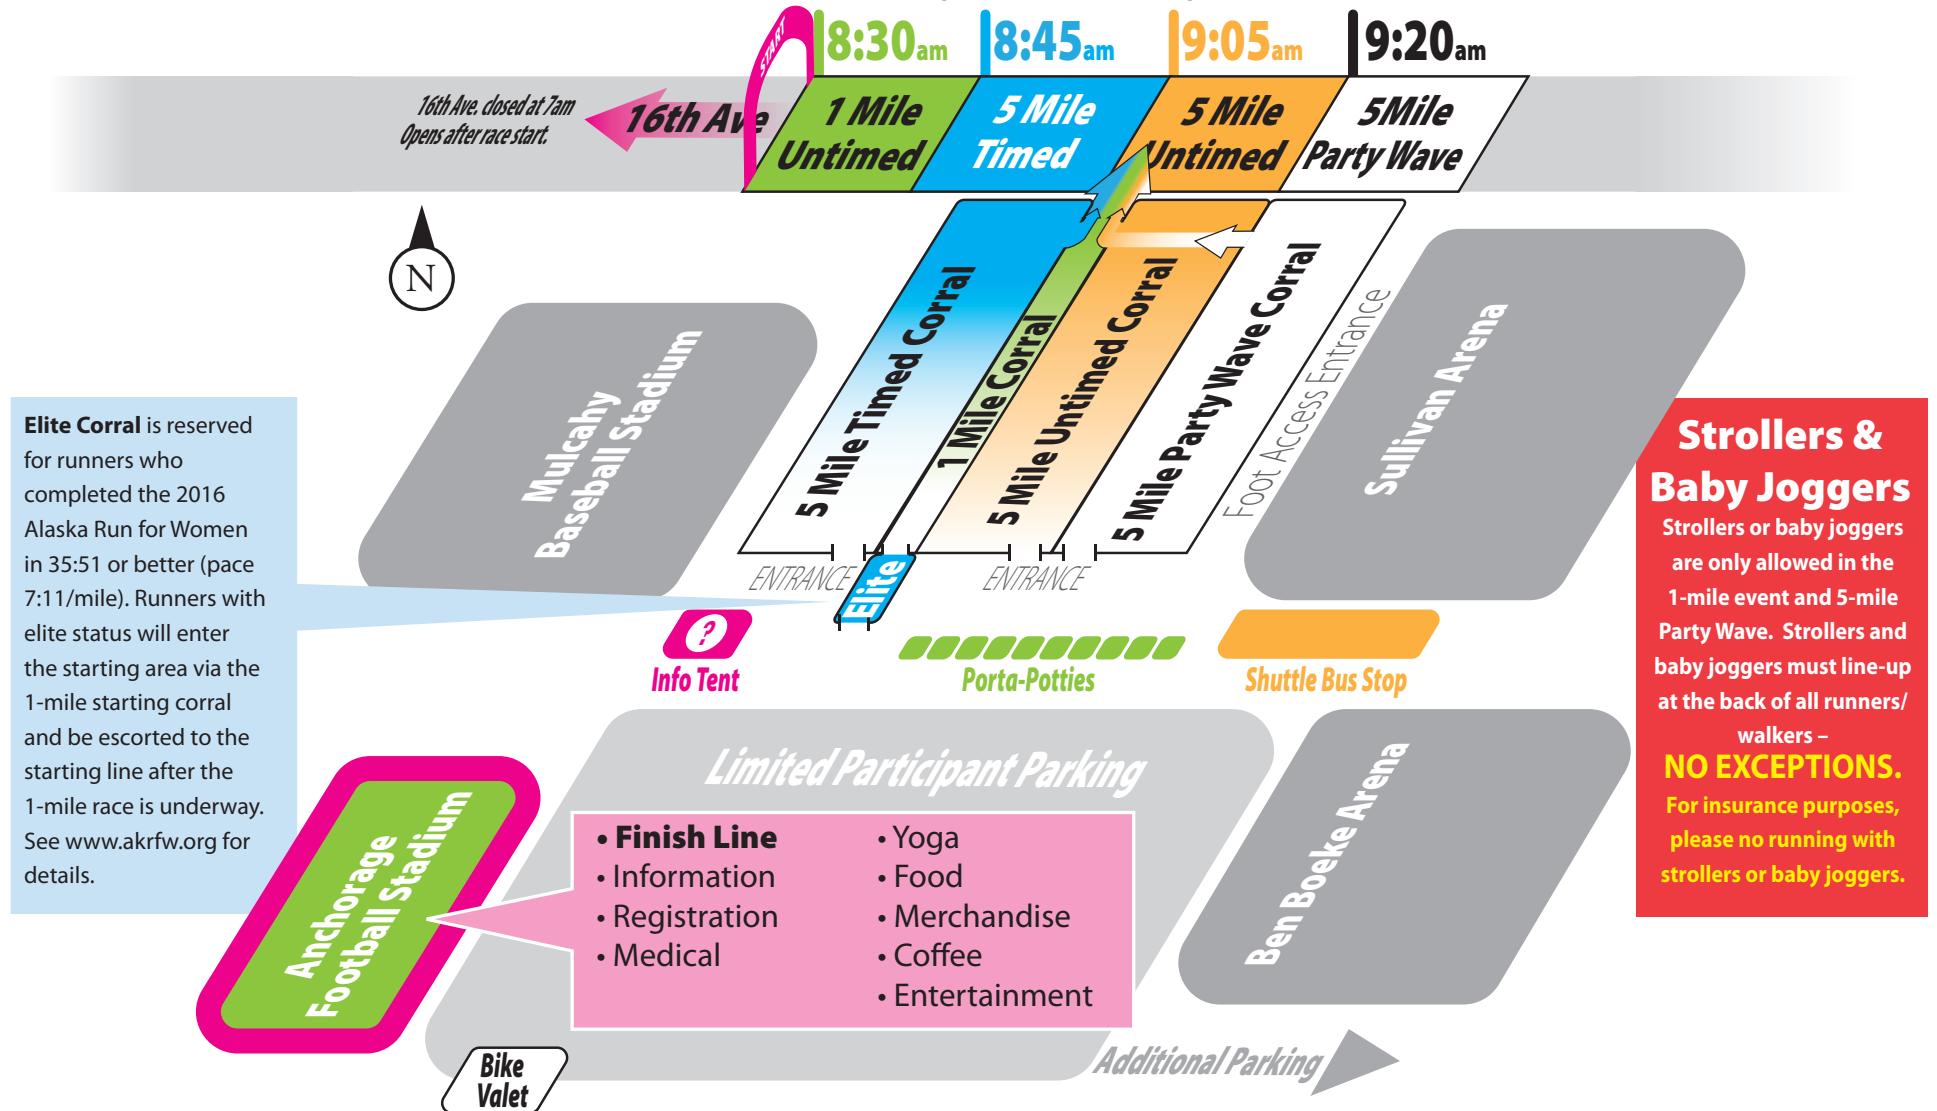 START
8:30am
8:45am
9:05am
9:20am
16th Ave. closed at 7am
Opens after race start.
16th Ave
1 Mile
Untimed
5 Mile
Timed
5 Mile
Untimed
5Mile
Party Wave
N
Mulcahy
Baseball Stadium
5 Mile Timed Corral
1 Mile Corral
5 Mile Untimed Corral
5 Mile Party Wave Corral
Foot Access Entrance
Sullivan Arena
ENTRANCE
ENTRANCE
Elite
Elite Corral is reserved
for runners who
completed the 2016
Alaska Run for Women
in 35:51 or better (pace
7:11/mile). Runners with
elite status will enter
the starting area via the
1-mile starting corral
and be escorted to the
starting line after the
1-mile race is underway.
See www.akrfw.org for
details.
Strollers &
Baby Joggers
Strollers or baby joggers
are only allowed in the
1-mile event and 5-mile
Party Wave. Strollers and
baby joggers must line-up
at the back of all runners/
walkers –
NO EXCEPTIONS.
For insurance purposes,
please no running with
strollers or baby joggers.
?
Info Tent
Porta-Potties
Shuttle Bus Stop
Limited Participant Parking
Anchorage
Football Stadium
• Finish Line
• Information
• Registration
• Medical
• Yoga
• Food
• Merchandise
• Coffee
• Entertainment
Ben Boeke Arena
Bike
Valet
Additional Parking